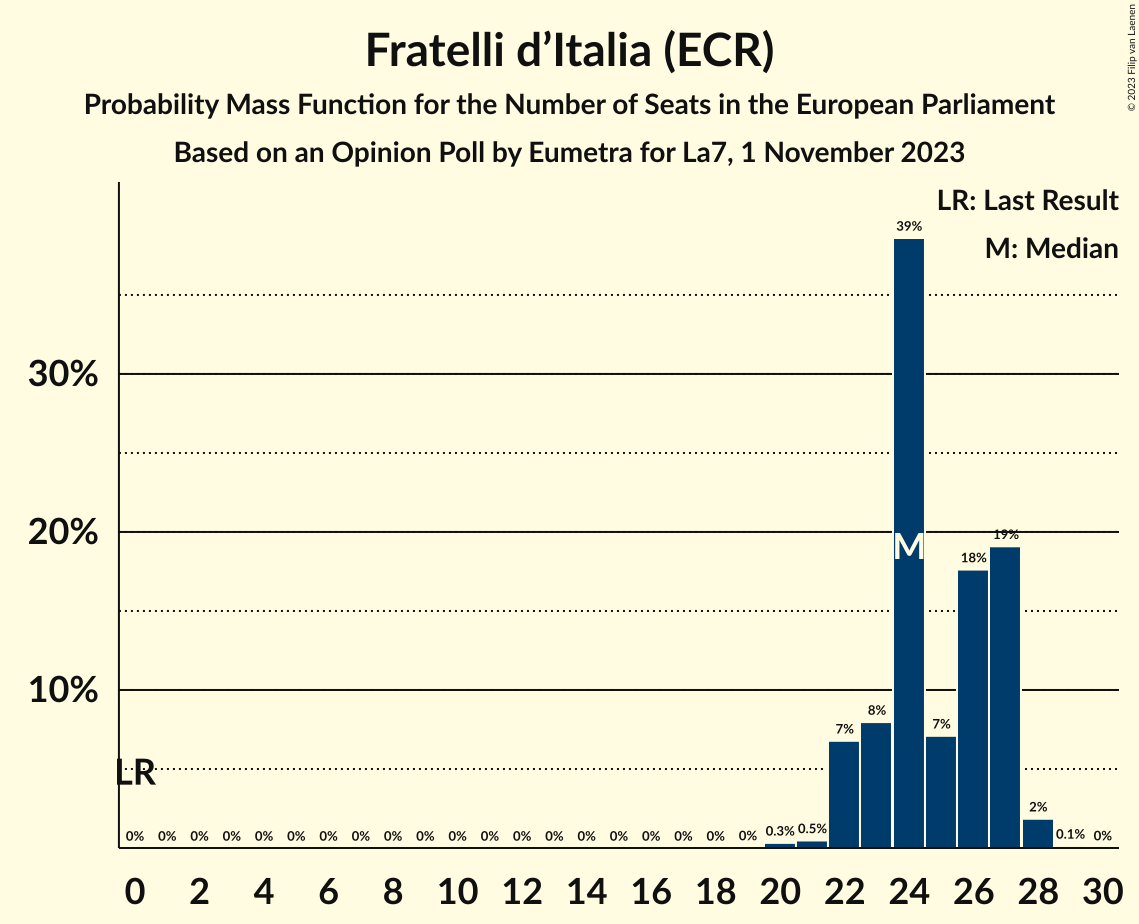 Fratelli d’Italia (ECR)
Probability Mass Function for the Number of Seats in the European Parliament
Based on an Opinion Poll by Eumetra for La7, 1 November 2023
© 2023 Filip van Laenen
LR: Last Result
M: Median
39%
30%
20%
19%
M
18%
10%
8%
7%
7%
LR
2%
0% 0% 0% 0% 0% 0% 0% 0% 0% 0% 0% 0% 0% 0% 0% 0% 0% 0% 0% 0% 0.3% 0.5% 0.1% 0%
0 2 4 6 8 10 12 14 16 18 20 22 24 26 28 30